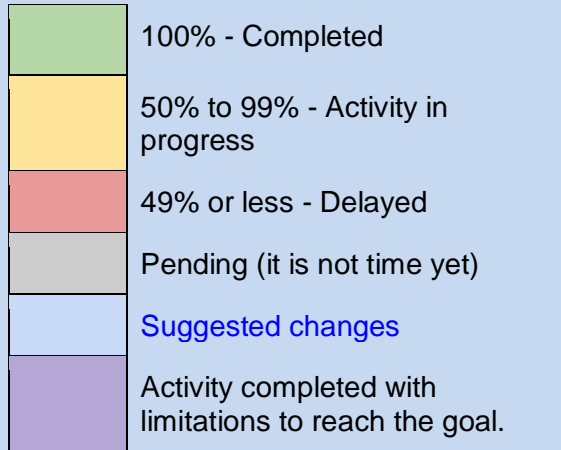 100% - Completed
50% to 99% - Activity in
progress
49% or less - Delayed
Pending (it is not time yet)
Suggested changes
Activity completed with
limitations to reach the goal.